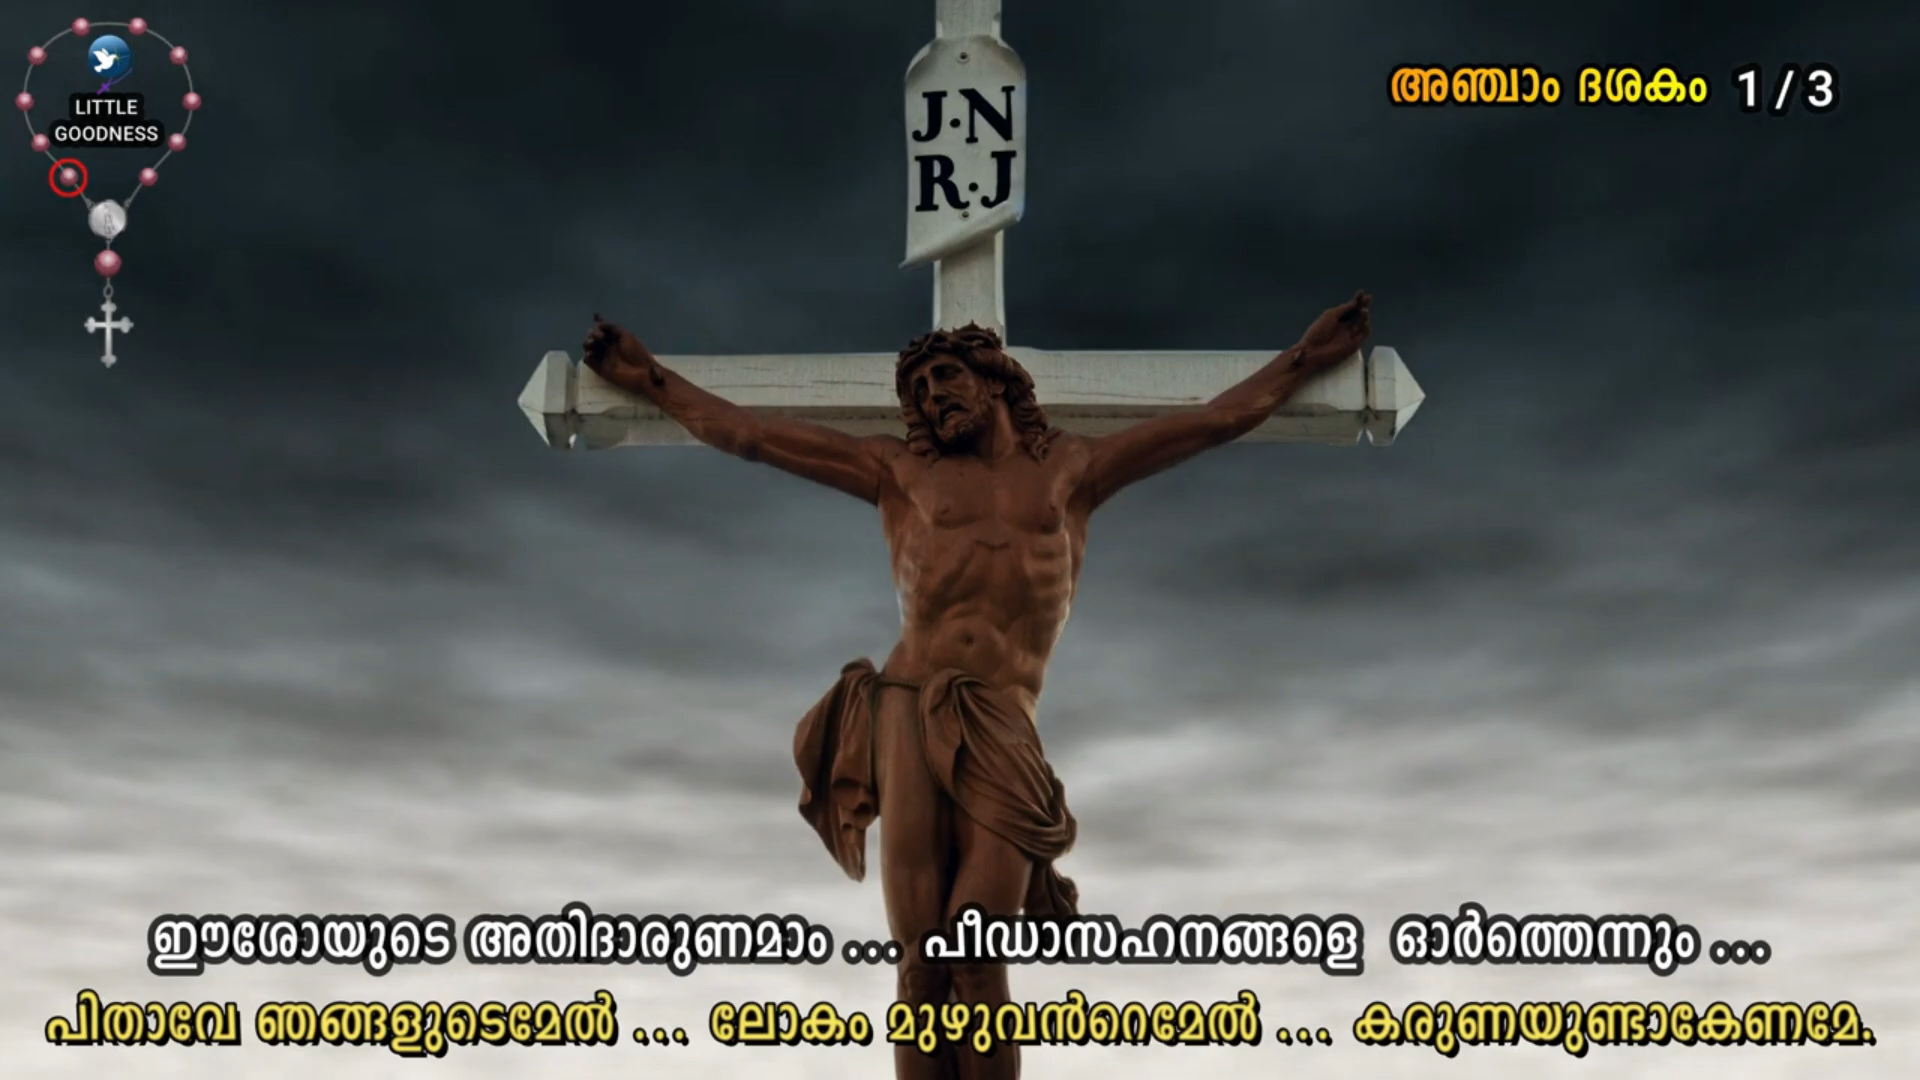 LITTLE
GOODNESS
J·N
R·J
അഞ്ചാം ദശകം 1 / 3
ഈശോയുടെ അതിദാരുണമാം ... പീഡാസഹനങ്ങളെ ഓർത്തെന്നും ...
പിതാവേ ഞങ്ങളുടെമേൽ ... ലോകം മുഴുവൻറെമേൽ ... കരുണയുണ്ടാകേണമേ.